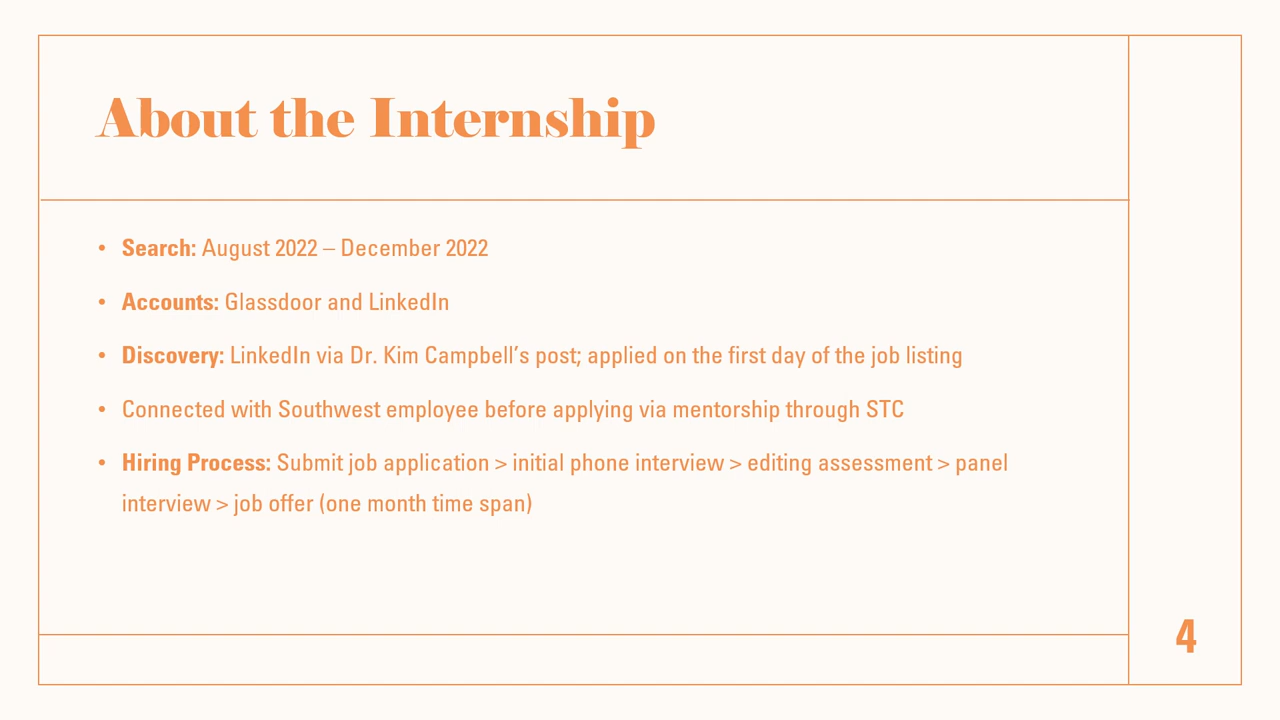 About the Internship
• Search: August 2022 – December 2022
• Accounts: Glassdoor and LinkedIn
• Discovery: LinkedIn via Dr. Kim Campbell’s post; applied on the first day of the job listing
• Connected with Southwest employee before applying via mentorship through STC
• Hiring Process: Submit job application > initial phone interview > editing assessment > panel
interview > job offer (one month time span)
4